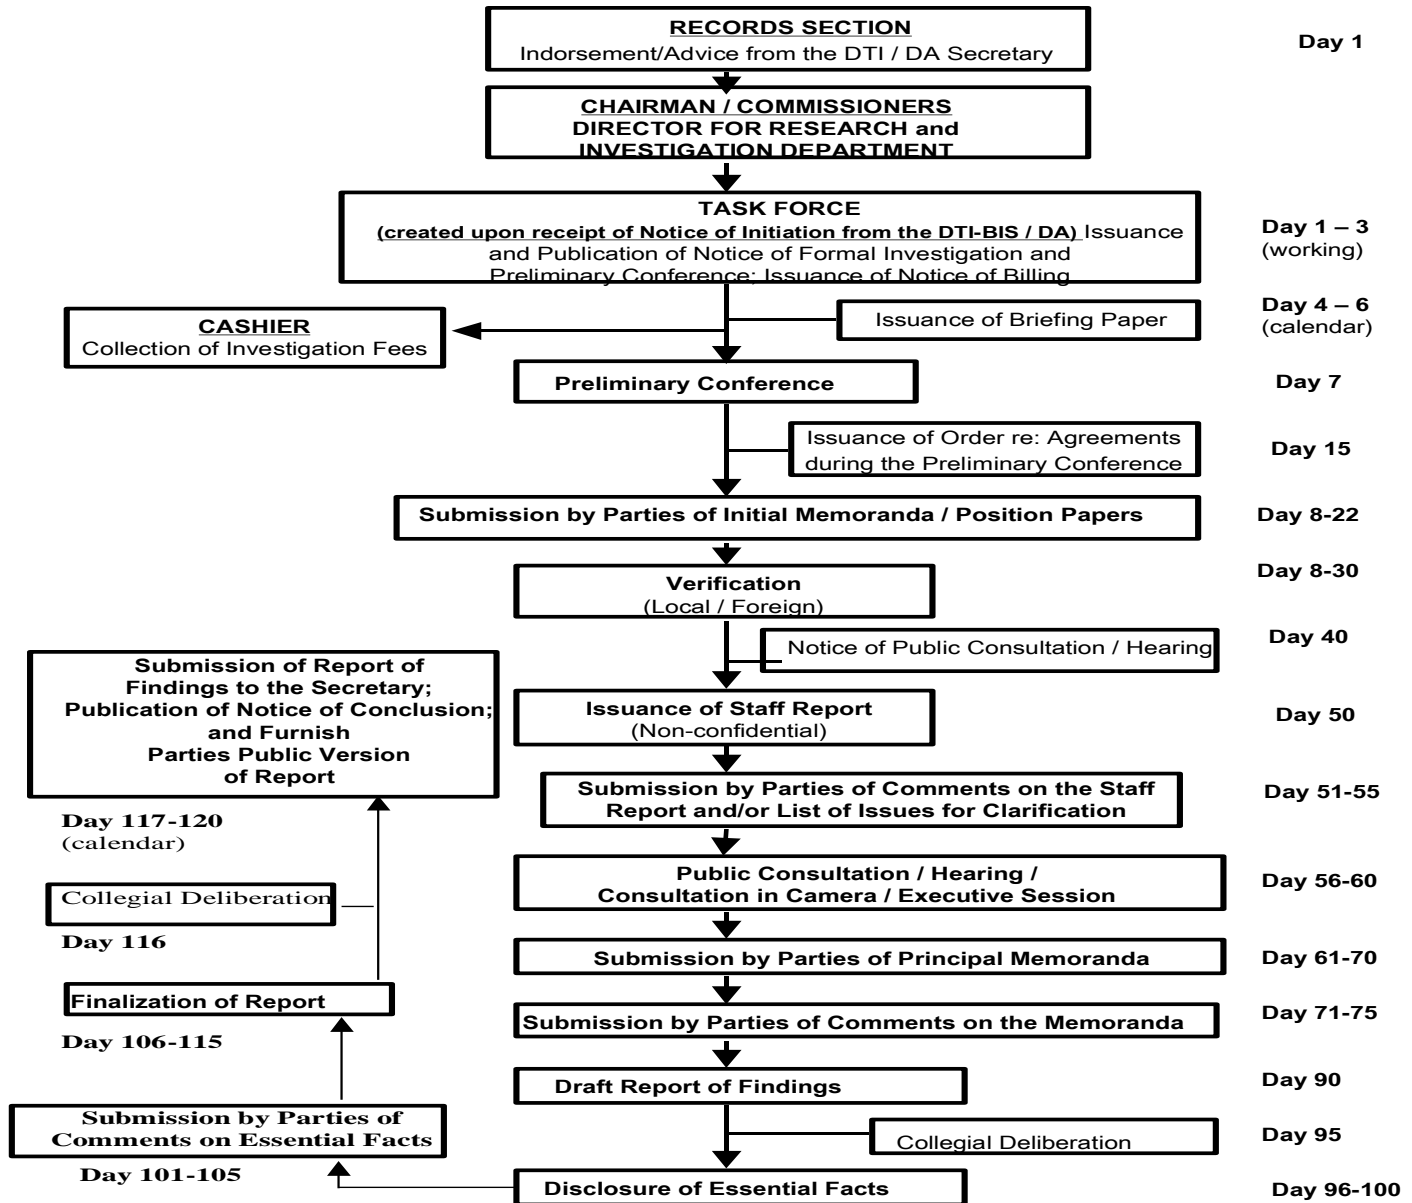 RECORDS SECTION
Indorsement/Advice from the DTI / DA Secretary
Day 1
CHAIRMAN / COMMISSIONERS
DIRECTOR FOR RESEARCH and
INVESTIGATION DEPARTMENT
TASK FORCE
(created upon receipt of Notice of Initiation from the DTI-BIS / DA) Issuance
and Publication of Notice of Formal Investigation and
Preliminary Conference; Issuance of Notice of Billing
Day 1 – 3
(working)
CASHIER
Collection of Investigation Fees
Issuance of Briefing Paper
Day 4 – 6
(calendar)
Preliminary Conference
Day 7
Issuance of Order re: Agreements
during the Preliminary Conference
Day 15
Submission by Parties of Initial Memoranda / Position Papers
Day 8-22
Verification
(Local / Foreign)
Day 8-30
Notice of Public Consultation / Hearing
Day 40
Issuance of Staff Report
(Non-confidential)
Day 50
Submission by Parties of Comments on the Staff
Report and/or List of Issues for Clarification
Day 51-55
Public Consultation / Hearing /
Consultation in Camera / Executive Session
Day 56-60
Submission by Parties of Principal Memoranda
Day 61-70
Submission by Parties of Comments on the Memoranda
Day 71-75
Draft Report of Findings
Day 90
Collegial Deliberation
Day 95
Disclosure of Essential Facts
Day 96-100
Submission by Parties of
Comments on Essential Facts
Day 101-105
Finalization of Report
Day 106-115
Collegial Deliberation
Day 116
Submission of Report of
Findings to the Secretary;
Publication of Notice of Conclusion;
and Furnish
Parties Public Version
of Report
Day 117-120
(calendar)